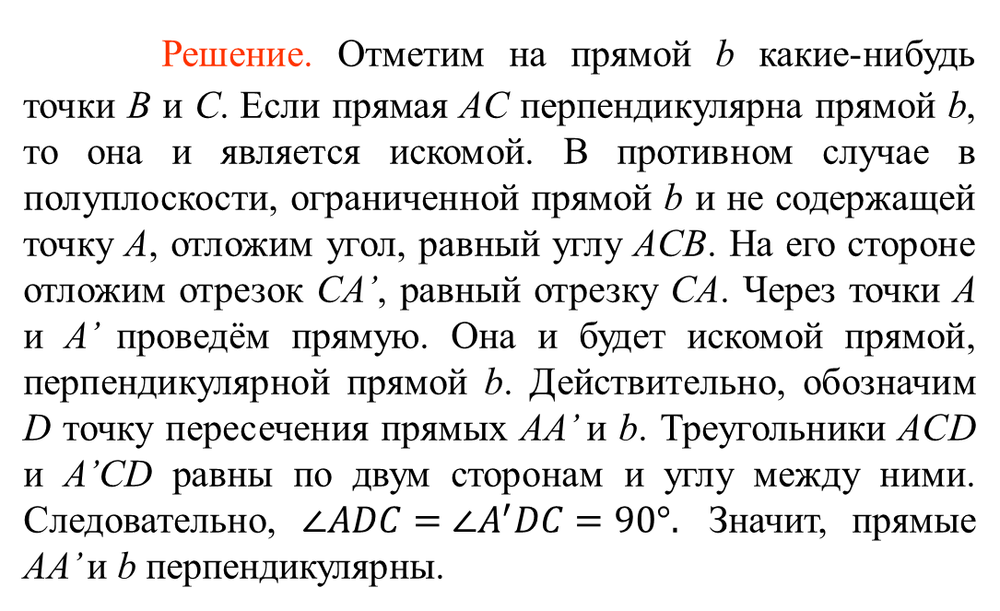 Решение. Отметим на прямой b какие-нибудь
точки B и C. Если прямая AC перпендикулярна прямой b,
то она и является искомой. В противном случае в
полуплоскости, ограниченной прямой b и не содержащей
точку A, отложим угол, равный углу ACB. На его стороне
отложим отрезок CA’, равный отрезку CA. Через точки A
и A’ проведём прямую. Она и будет искомой прямой,
перпендикулярной прямой b. Действительно, обозначим
D точку пересечения прямых AA’ и b. Треугольники ACD
и A’CD равны по двум сторонам и углу между ними.
Следовательно, ∠ADC = ∠A′DC = 90°. Значит, прямые
AA’ и b перпендикулярны.